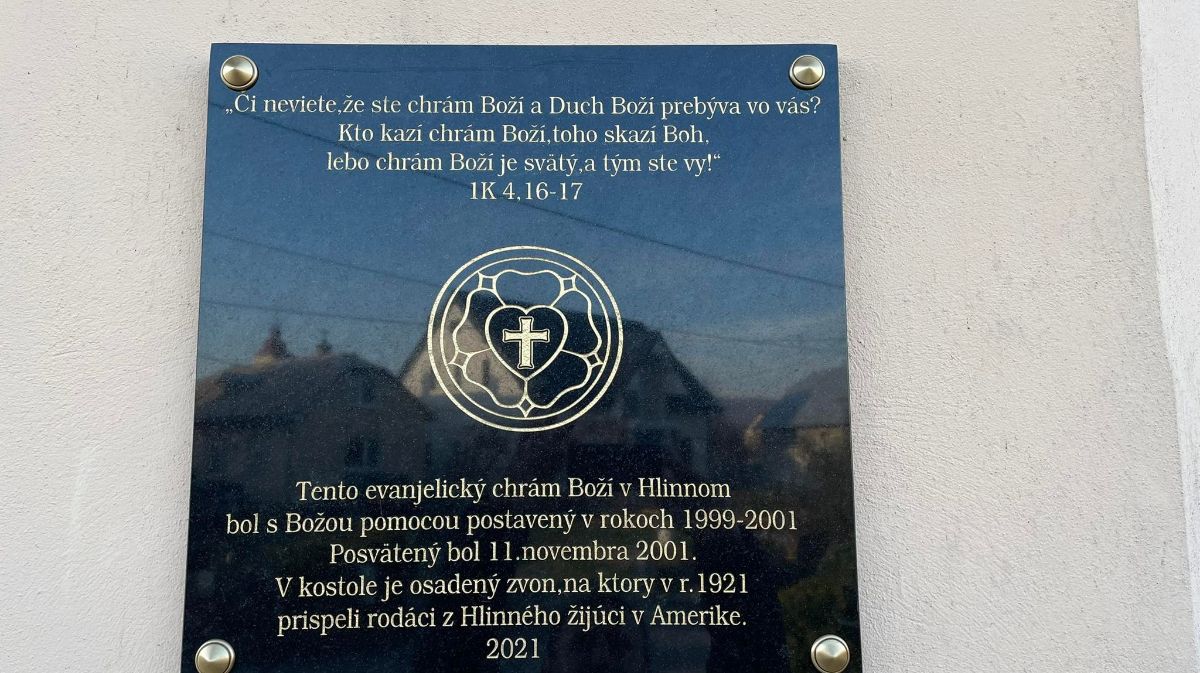 „Či neviete,že ste chrám Boží a Duch Boží prebýva vo vás?
Kto kazí chrám Boží,toho skazí Boh,
lebo chrám Boží je svätý,a tým ste vy!“
1K 4,16-17
Tento evanjelický chrám Boží v Hlinnom
bol s Božou pomocou postavený v rokoch 1999-2001
Posvätený bol 11.novembra 2001.
V kostole je osadený zvon,na ktory v r.1921
prispeli rodáci z Hlinného žijúci v Amerike.
2021